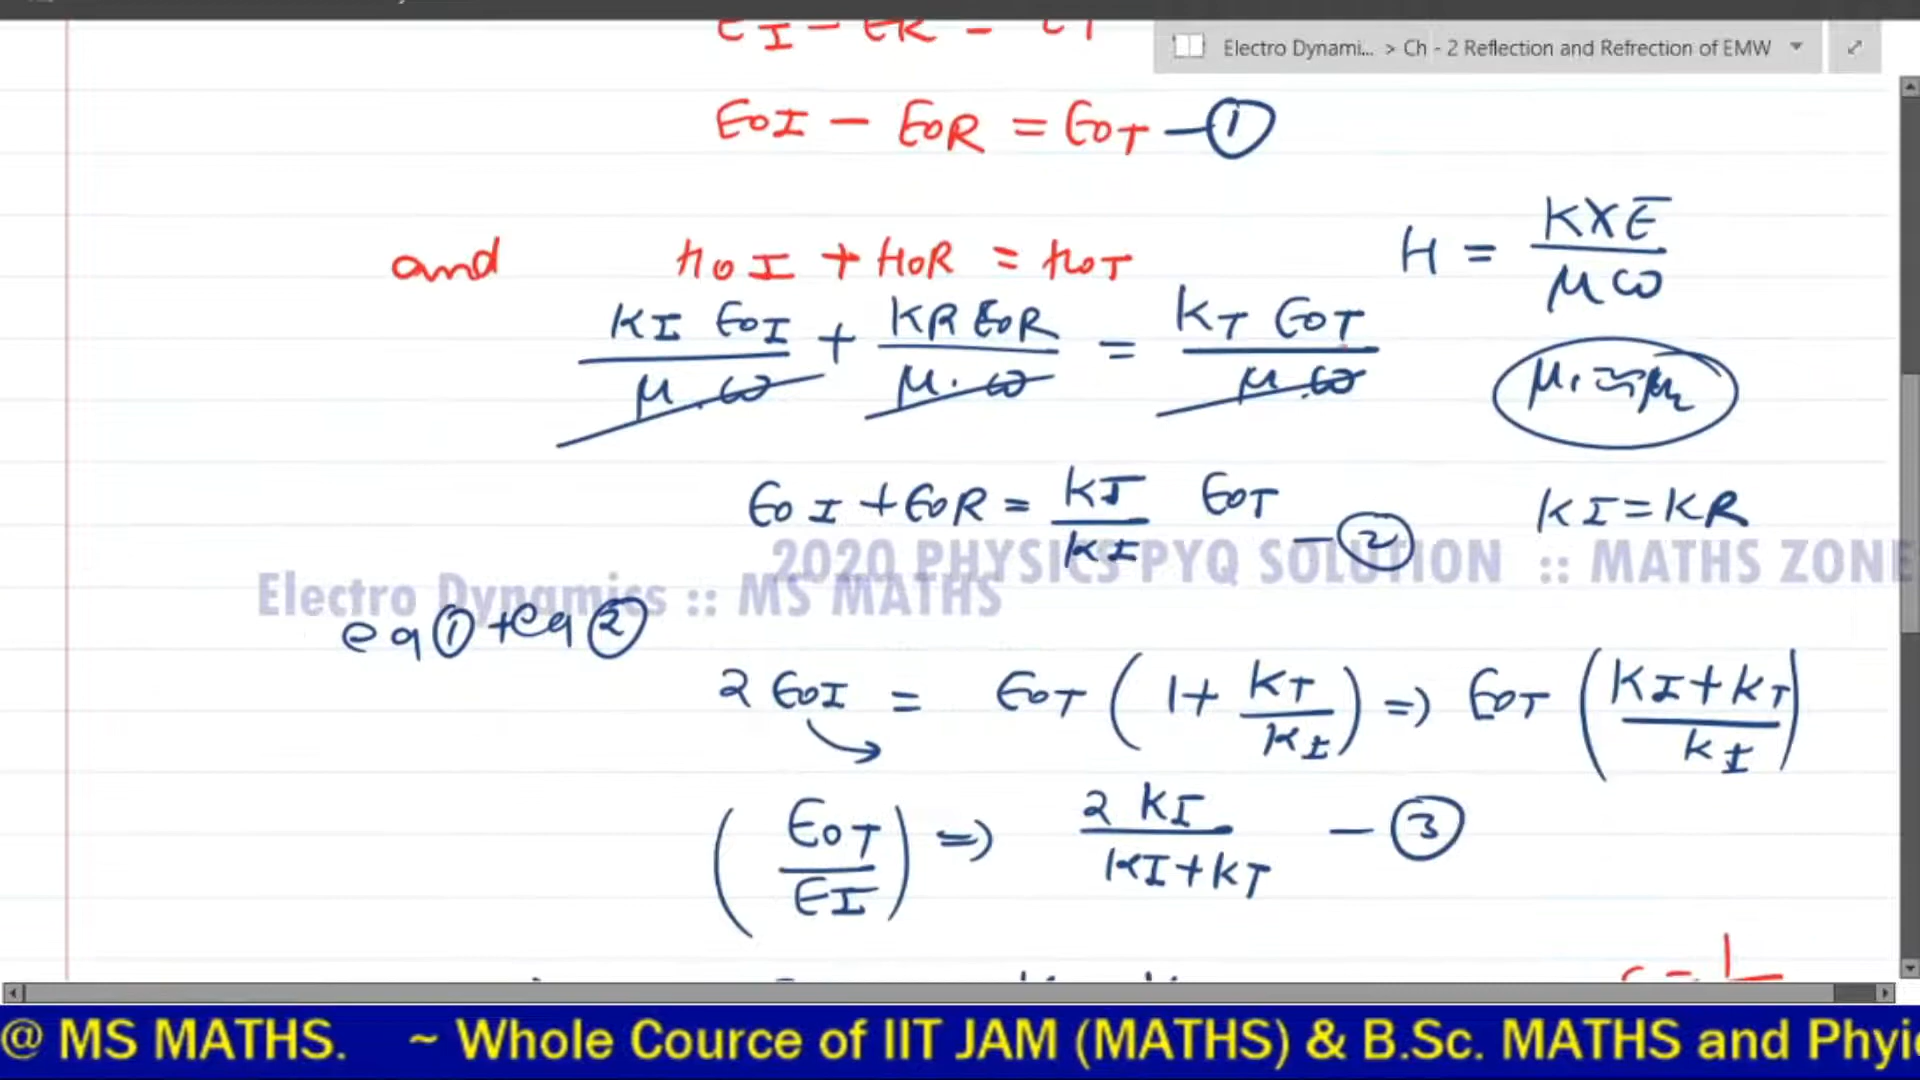 Electro Dynami... > Ch - 2 Reflection and Refrection of EMW
E0I - E0R = E0T - ①
and H0I + H0R = H0T
H = K×E / μω
KI E0I / μ.ω + KR E0R / μ.ω = KT E0T / μ.ω
μ1 ≈ μ2
E0I + E0R = KT / KI E0T - ②
KI = KR
2020 PHYSICS PYQ SOLUTION :: MATHS ZONE
Electro Dynamics :: MS MATHS
eq ① + eq ②
2 E0I = E0T ( 1 + KT / KI ) => E0T ( KI + KT / KI )
( E0T / EI ) => 2 KI / KI + KT - ③
@ MS MATHS. ~ Whole Cource of IIT JAM (MATHS) & B.Sc. MATHS and Phyi